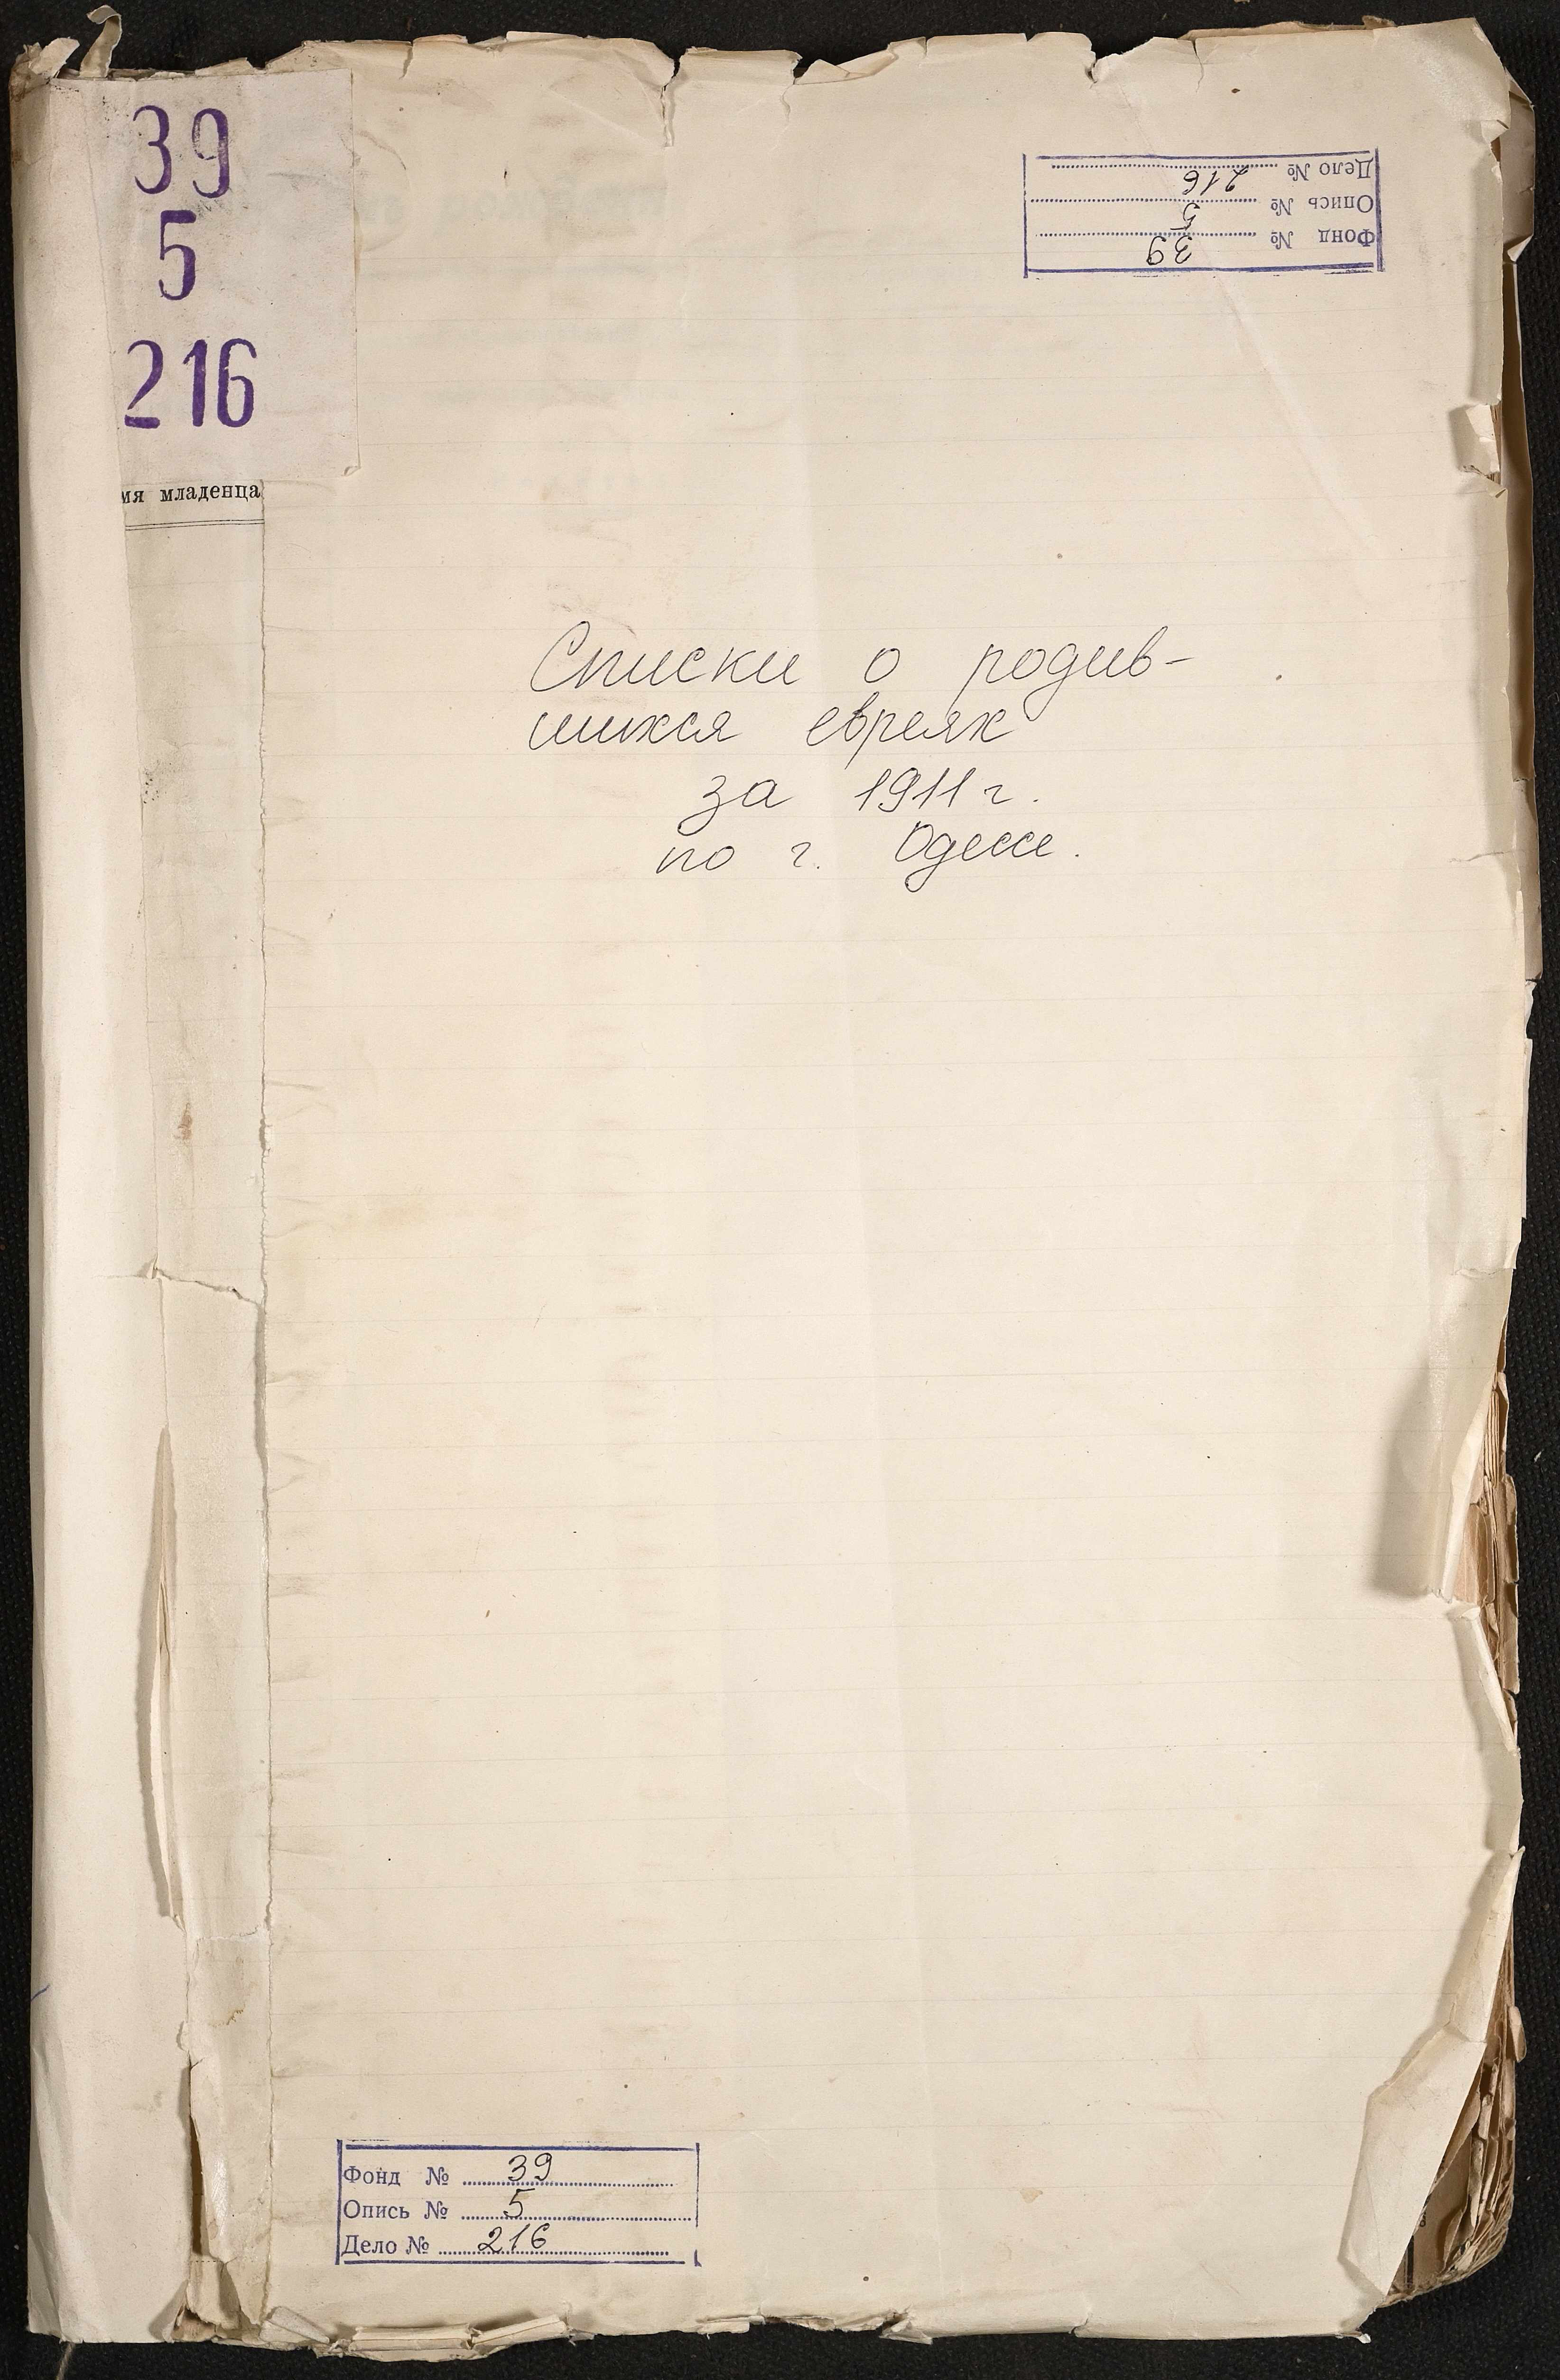 39
5
216
мя младенца
Фонд № 39
Опись № 5
Дело № 216
Списки о родив-
шихся евреях
за 1911 г.
по г. Одессе.
Фонд № 39
Опись № 5
Дело № 216